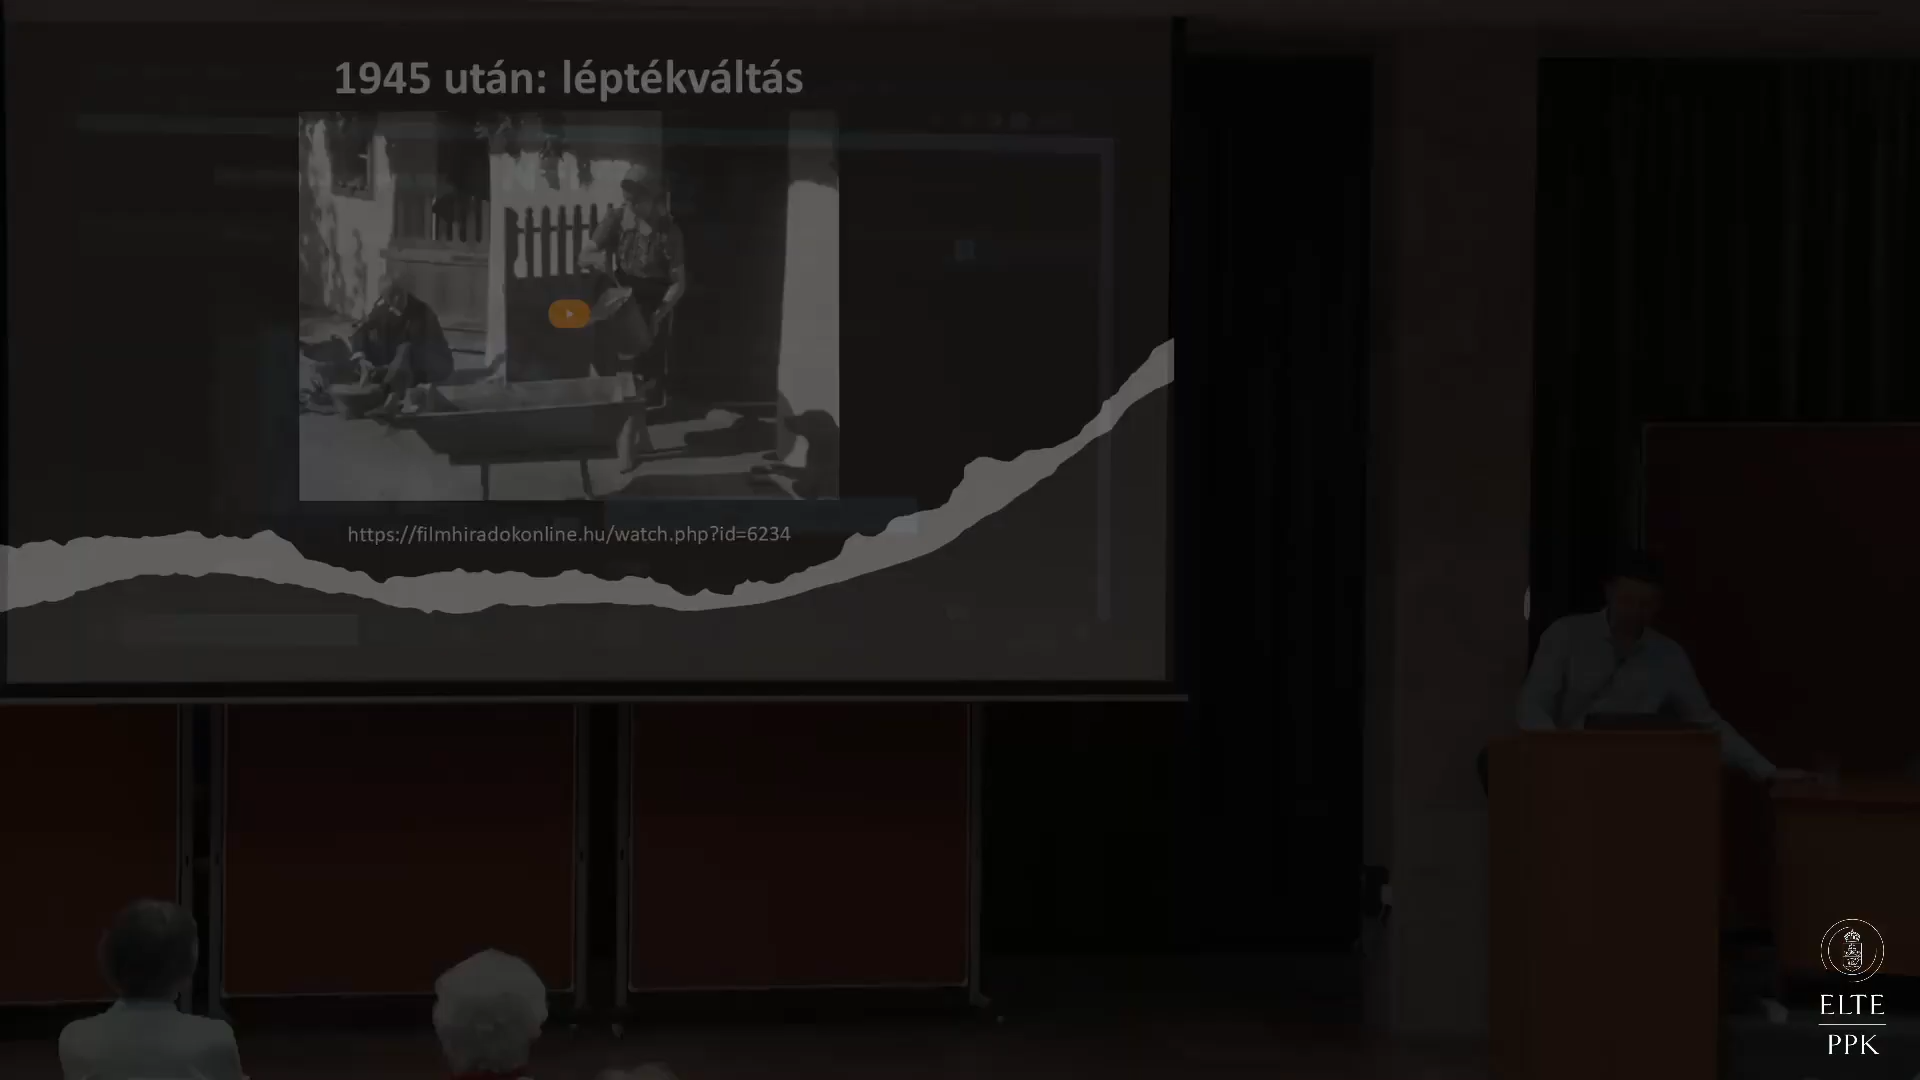 1945 után: léptékváltás
https://filmhiradokonline.hu/watch.php?id=6234
ELTE
PPK